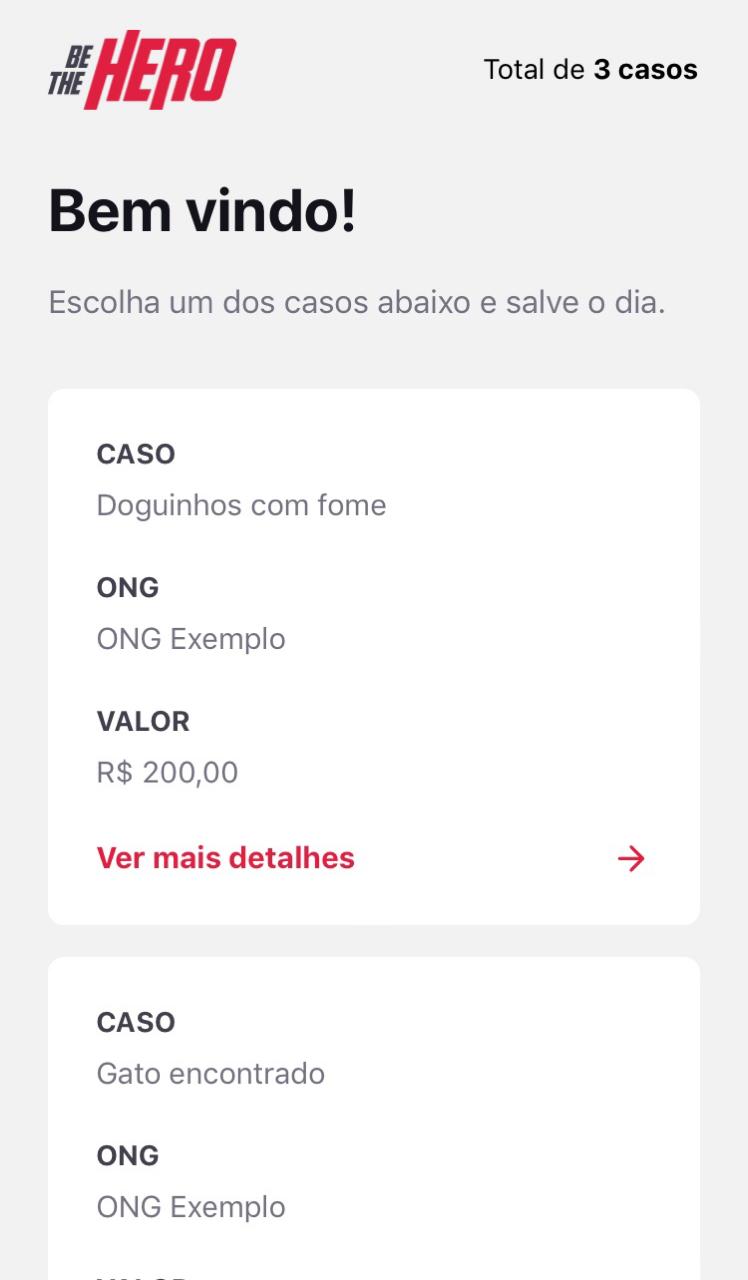 BE
THE HERO
Total de 3 casos
Bem vindo!
Escolha um dos casos abaixo e salve o dia.
CASO
Doguinhos com fome
ONG
ONG Exemplo
VALOR
R$ 200,00
Ver mais detalhes
CASO
Gato encontrado
ONG
ONG Exemplo